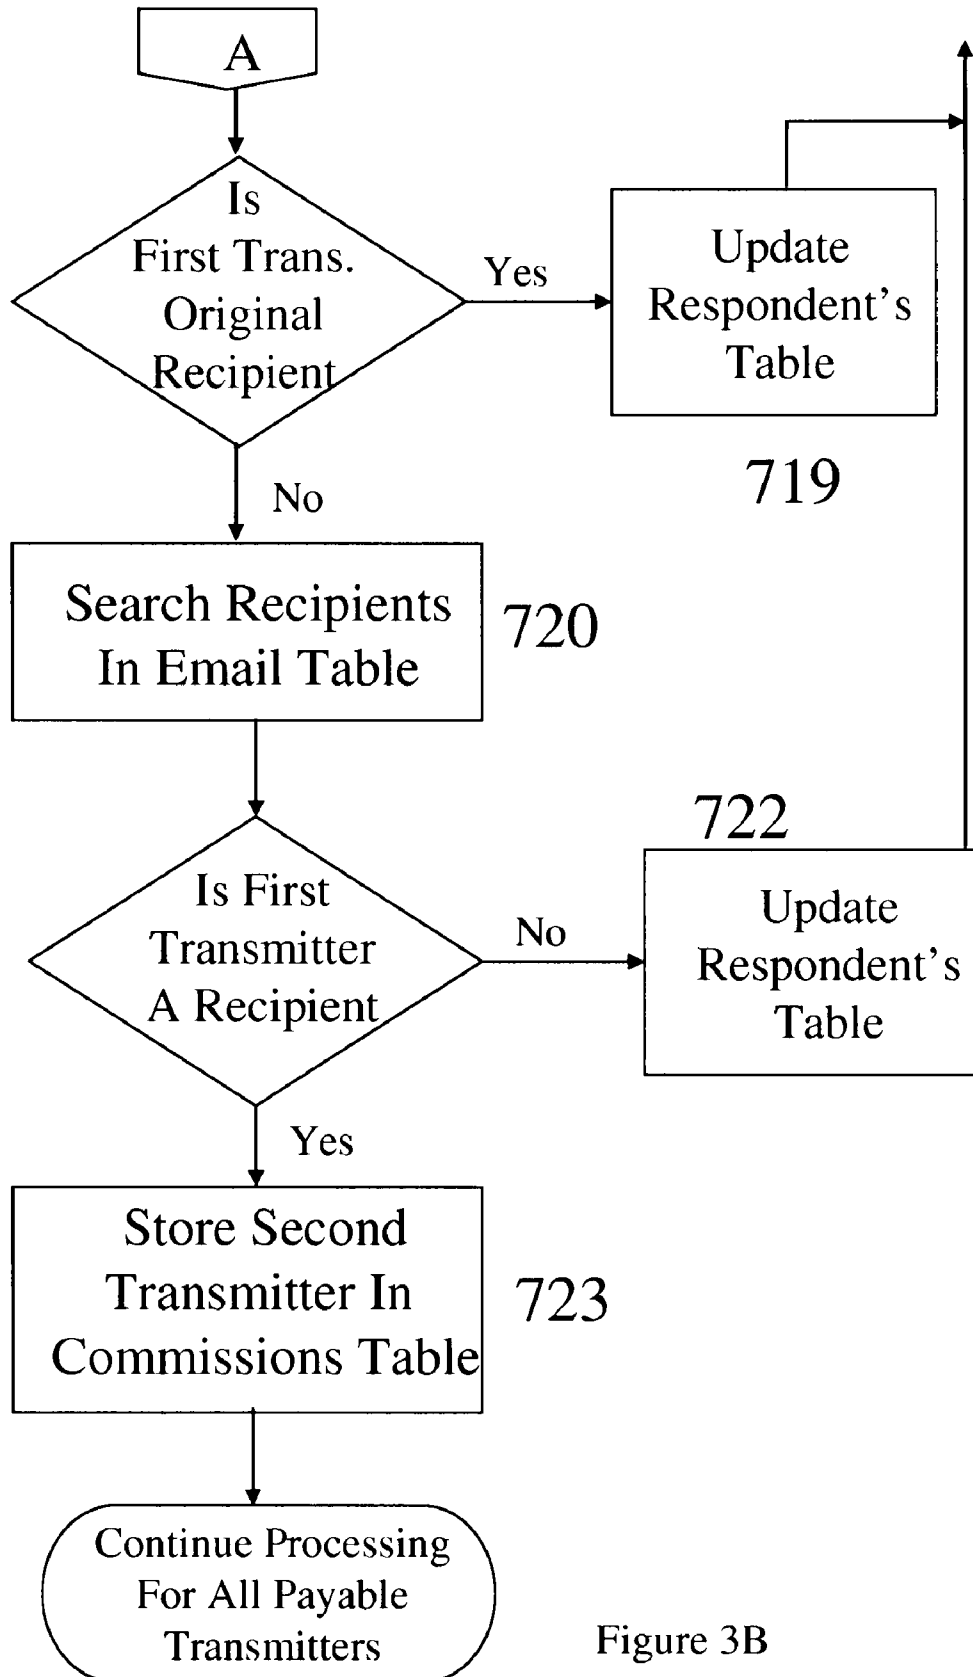 A
Is
First Trans.
Original
Recipient
Yes
Update
Respondent's
Table
719
No
Search Recipients
In Email Table
720
722
Is First
Transmitter
A Recipient
No
Update
Respondent's
Table
Yes
Store Second
Transmitter In
Commissions Table
723
Continue Processing
For All Payable
Transmitters
Figure 3B